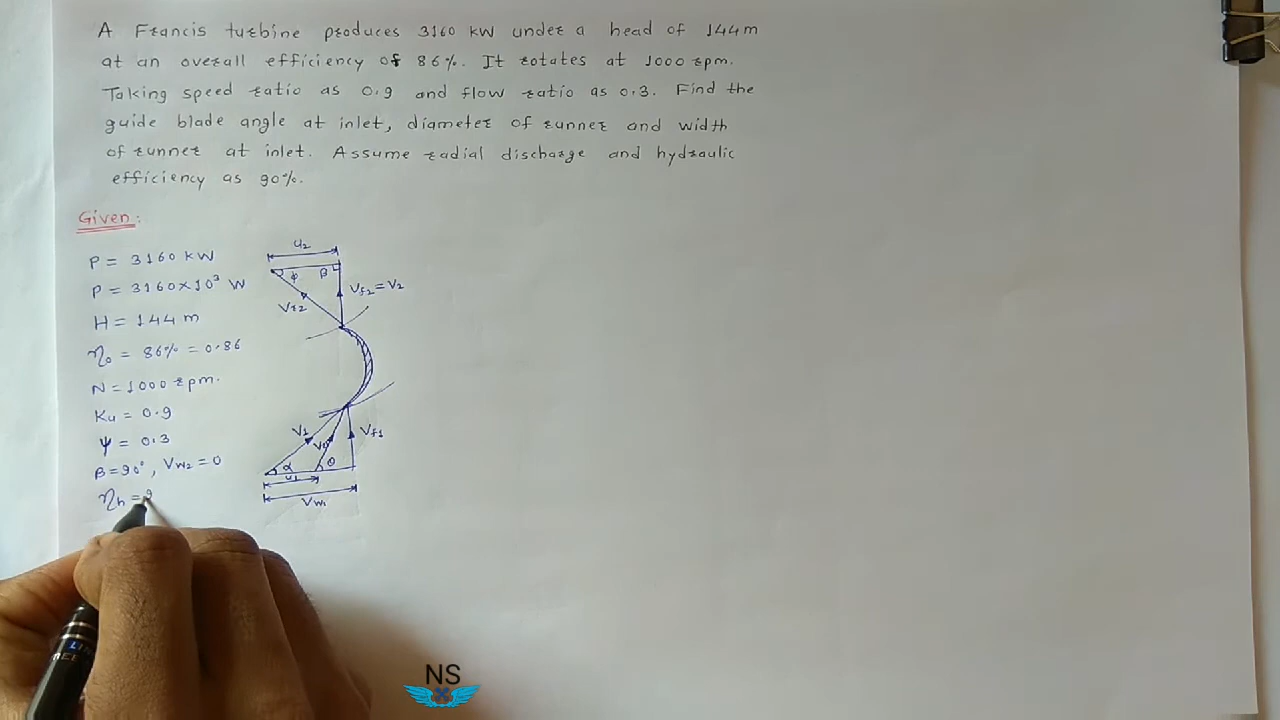 A Francis turbine produces 3160 kW under a head of 144m
at an overall efficiency of 86%. It rotates at 1000 rpm.
Taking speed ratio as 0.9 and flow ratio as 0.3. Find the
guide blade angle at inlet, diameter of runner and width
of runner at inlet. Assume radial discharge and hydraulic
efficiency as 90%.
Given:
P = 3160 kW
P = 3160×10³ W
H = 144 m
η₀ = 86% = 0.86
N = 1000 rpm.
Ku = 0.9
ψ = 0.3
β = 90°, Vw2 = 0
ηh = 9
u2
φ
β
Vr2
Vf2 = V2
V1
Vf1
α
θ
u1
Vw1
NS